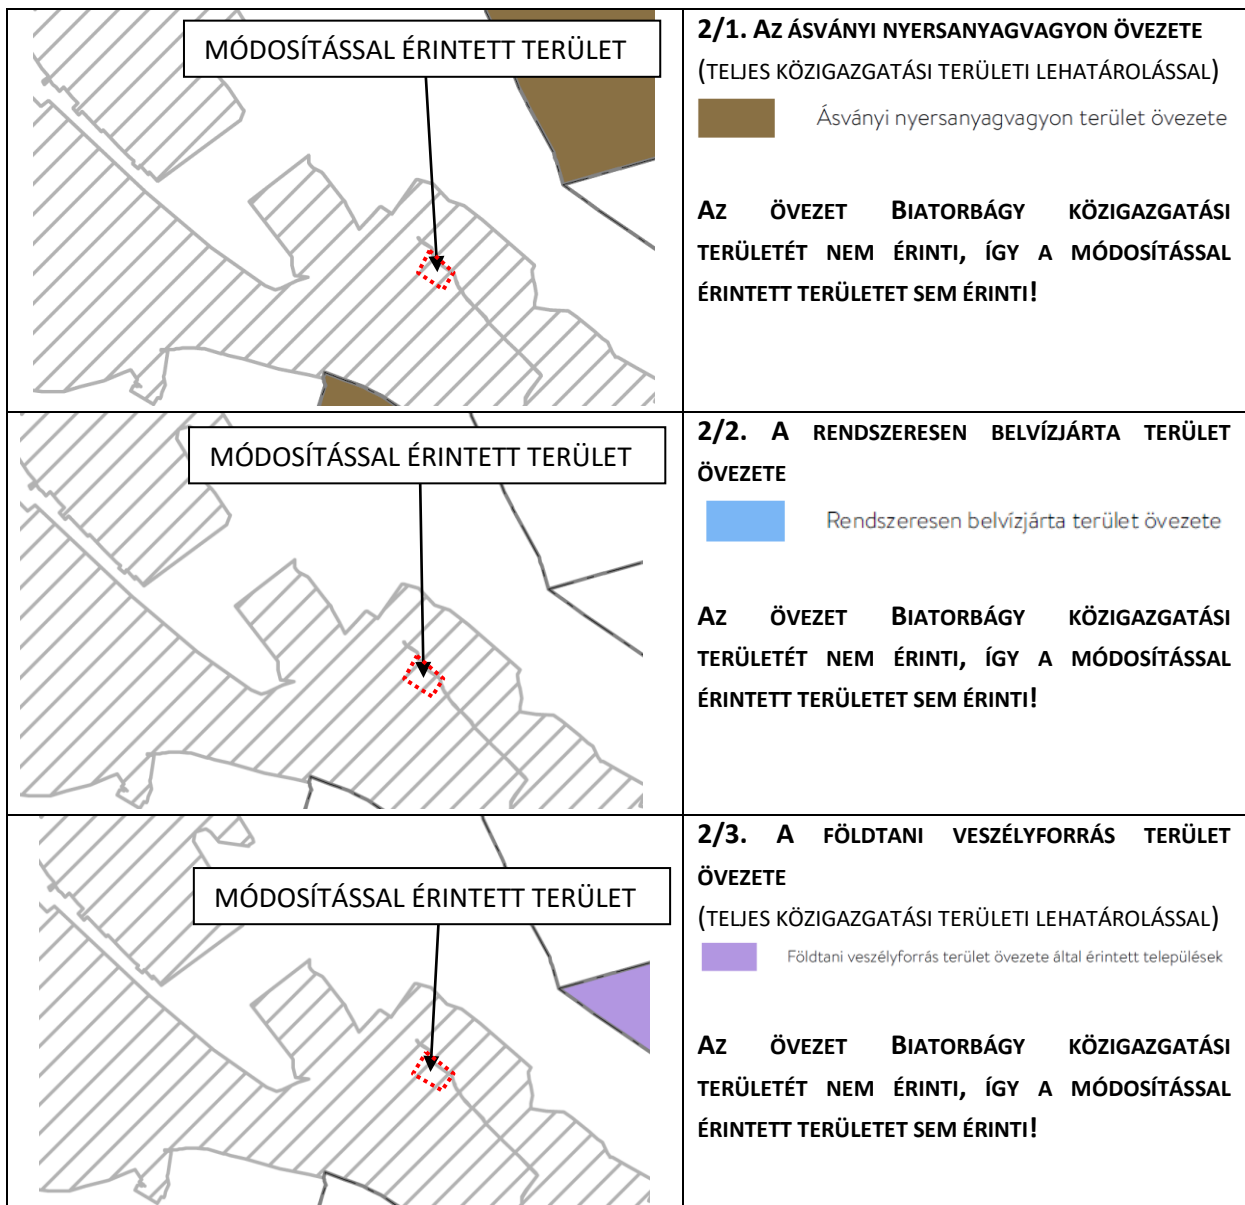 MÓDOSÍTÁSSAL ÉRINTETT TERÜLET
2/1. AZ ÁSVÁNYI NYERSANYAGVAGYON ÖVEZETE
(TELJES KÖZIGAZGATÁSI TERÜLETI LEHATÁROLÁSSAL)
Ásványi nyersanyagvagyon terület övezete
AZ ÖVEZET BIATORBÁGY KÖZIGAZGATÁSI
TERÜLETÉT NEM ÉRINTI, ÍGY A MÓDOSÍTÁSSAL
ÉRINTETT TERÜLETET SEM ÉRINTI!
MÓDOSÍTÁSSAL ÉRINTETT TERÜLET
2/2. A RENDSZERESEN BELVÍZJÁRTA TERÜLET
ÖVEZETE
Rendszeresen belvízjárta terület övezete
AZ ÖVEZET BIATORBÁGY KÖZIGAZGATÁSI
TERÜLETÉT NEM ÉRINTI, ÍGY A MÓDOSÍTÁSSAL
ÉRINTETT TERÜLETET SEM ÉRINTI!
MÓDOSÍTÁSSAL ÉRINTETT TERÜLET
2/3. A FÖLDTANI VESZÉLYFORRÁS TERÜLET
ÖVEZETE
(TELJES KÖZIGAZGATÁSI TERÜLETI LEHATÁROLÁSSAL)
Földtani veszélyforrás terület övezete által érintett települések
AZ ÖVEZET BIATORBÁGY KÖZIGAZGATÁSI
TERÜLETÉT NEM ÉRINTI, ÍGY A MÓDOSÍTÁSSAL
ÉRINTETT TERÜLETET SEM ÉRINTI!